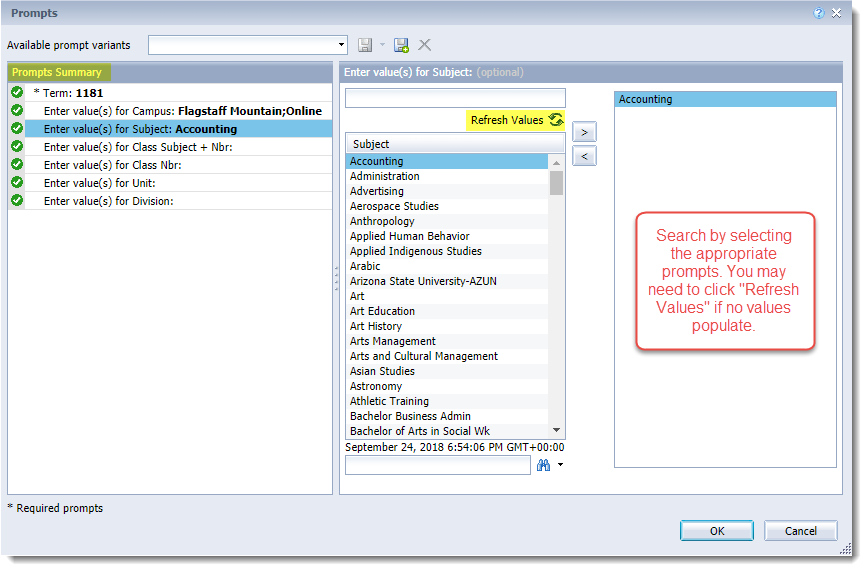 Prompts
Available prompt variants
Prompts Summary
* Term: 1181
Enter value(s) for Campus: Flagstaff Mountain;Online
Enter value(s) for Subject: Accounting
Enter value(s) for Class Subject + Nbr:
Enter value(s) for Class Nbr:
Enter value(s) for Unit:
Enter value(s) for Division:
Enter value(s) for Subject: (optional)
Refresh Values
Subject
Accounting
Administration
Advertising
Aerospace Studies
Anthropology
Applied Human Behavior
Applied Indigenous Studies
Arabic
Arizona State University-AZUN
Art
Art Education
Art History
Arts Management
Arts and Cultural Management
Asian Studies
Astronomy
Athletic Training
Bachelor Business Admin
Bachelor of Arts in Social Wk
September 24, 2018 6:54:06 PM GMT+00:00
>
<
Accounting
Search by selecting
the appropriate
prompts. You may
need to click "Refresh
Values" if no values
populate.
* Required prompts
OK
Cancel